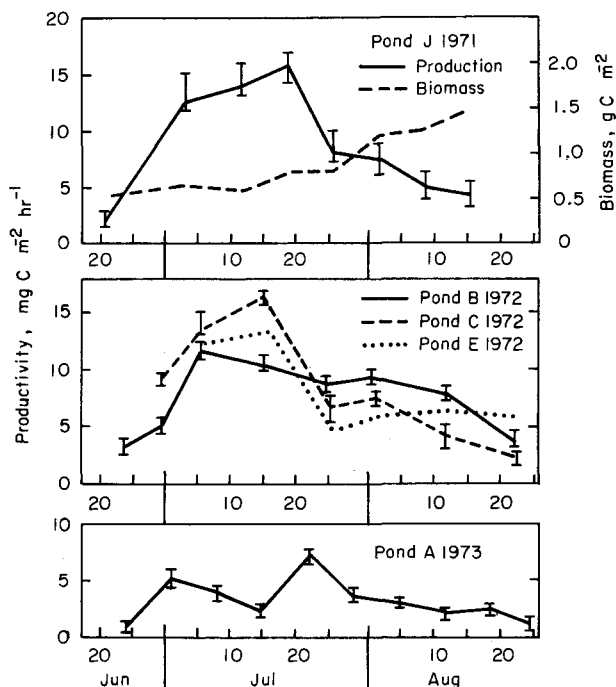 20
15
10
5
0
Pond J 1971
Production
Biomass
2.0
1.5
1.0
0.5
0
Biomass, g C m̄²
20
10
20
10
20
Productivity, mg C m̄² hr⁻¹
15
10
5
0
Pond B 1972
Pond C 1972
Pond E 1972
20
10
20
10
20
10
5
0
Pond A 1973
20
10
20
10
20
Jun
Jul
Aug